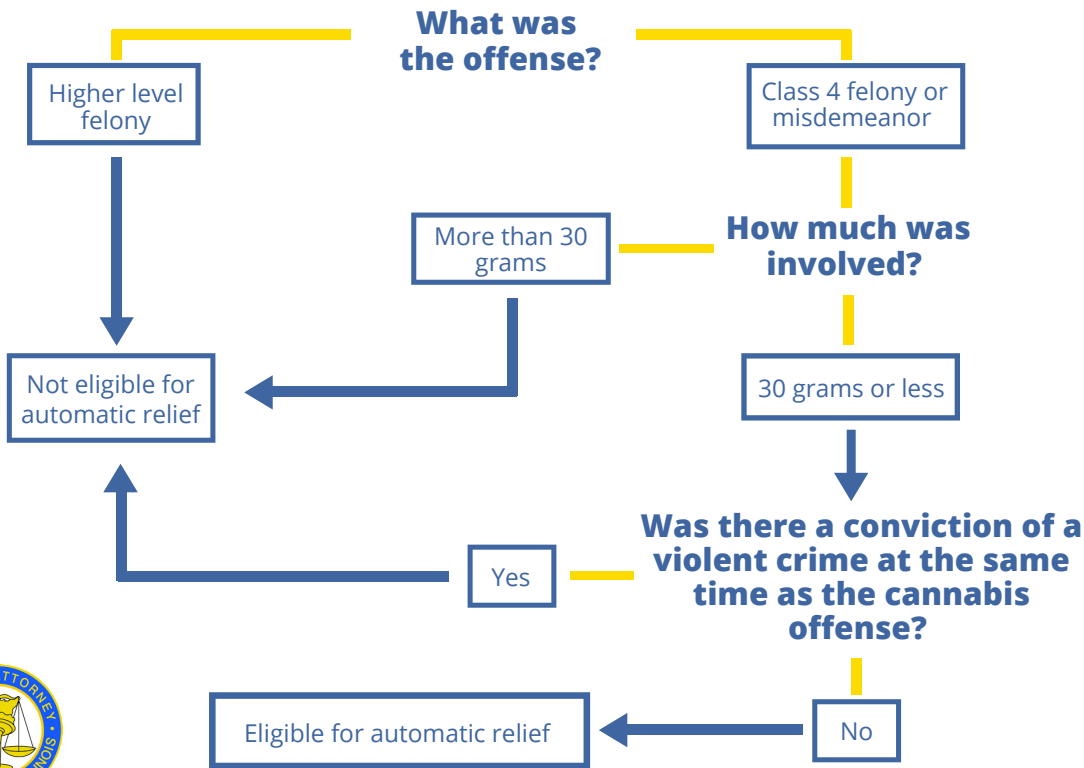 What was
the offense?
Higher level
felony
Class 4 felony or
misdemeanor
How much was
involved?
More than 30
grams
Not eligible for
automatic relief
30 grams or less
Was there a conviction of a
violent crime at the same
time as the cannabis
offense?
Yes
No
Eligible for automatic relief
ATTORNEY